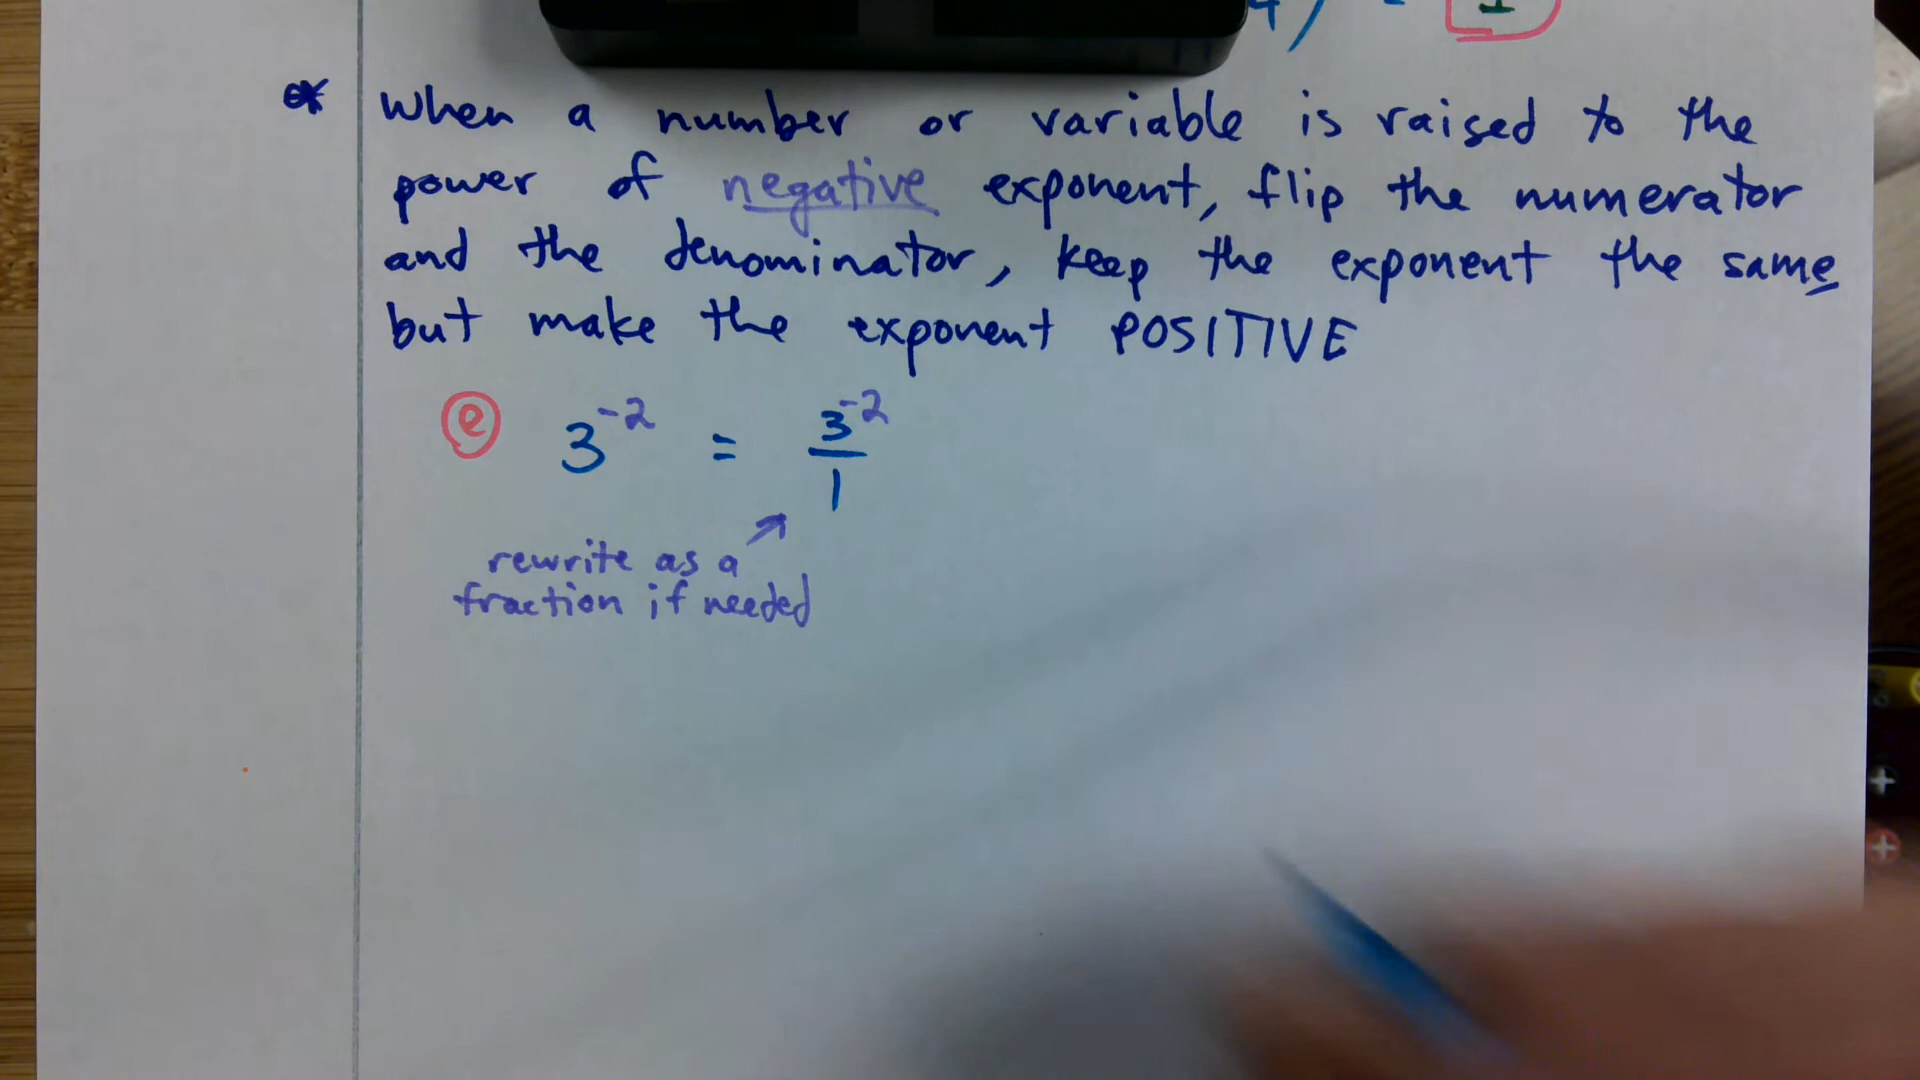 * when a number or variable is raised to the
power of negative exponent, flip the numerator
and the denominator, keep the exponent the same
but make the exponent POSITIVE
e 3⁻² = 3⁻²/1
rewrite as a
fraction if needed